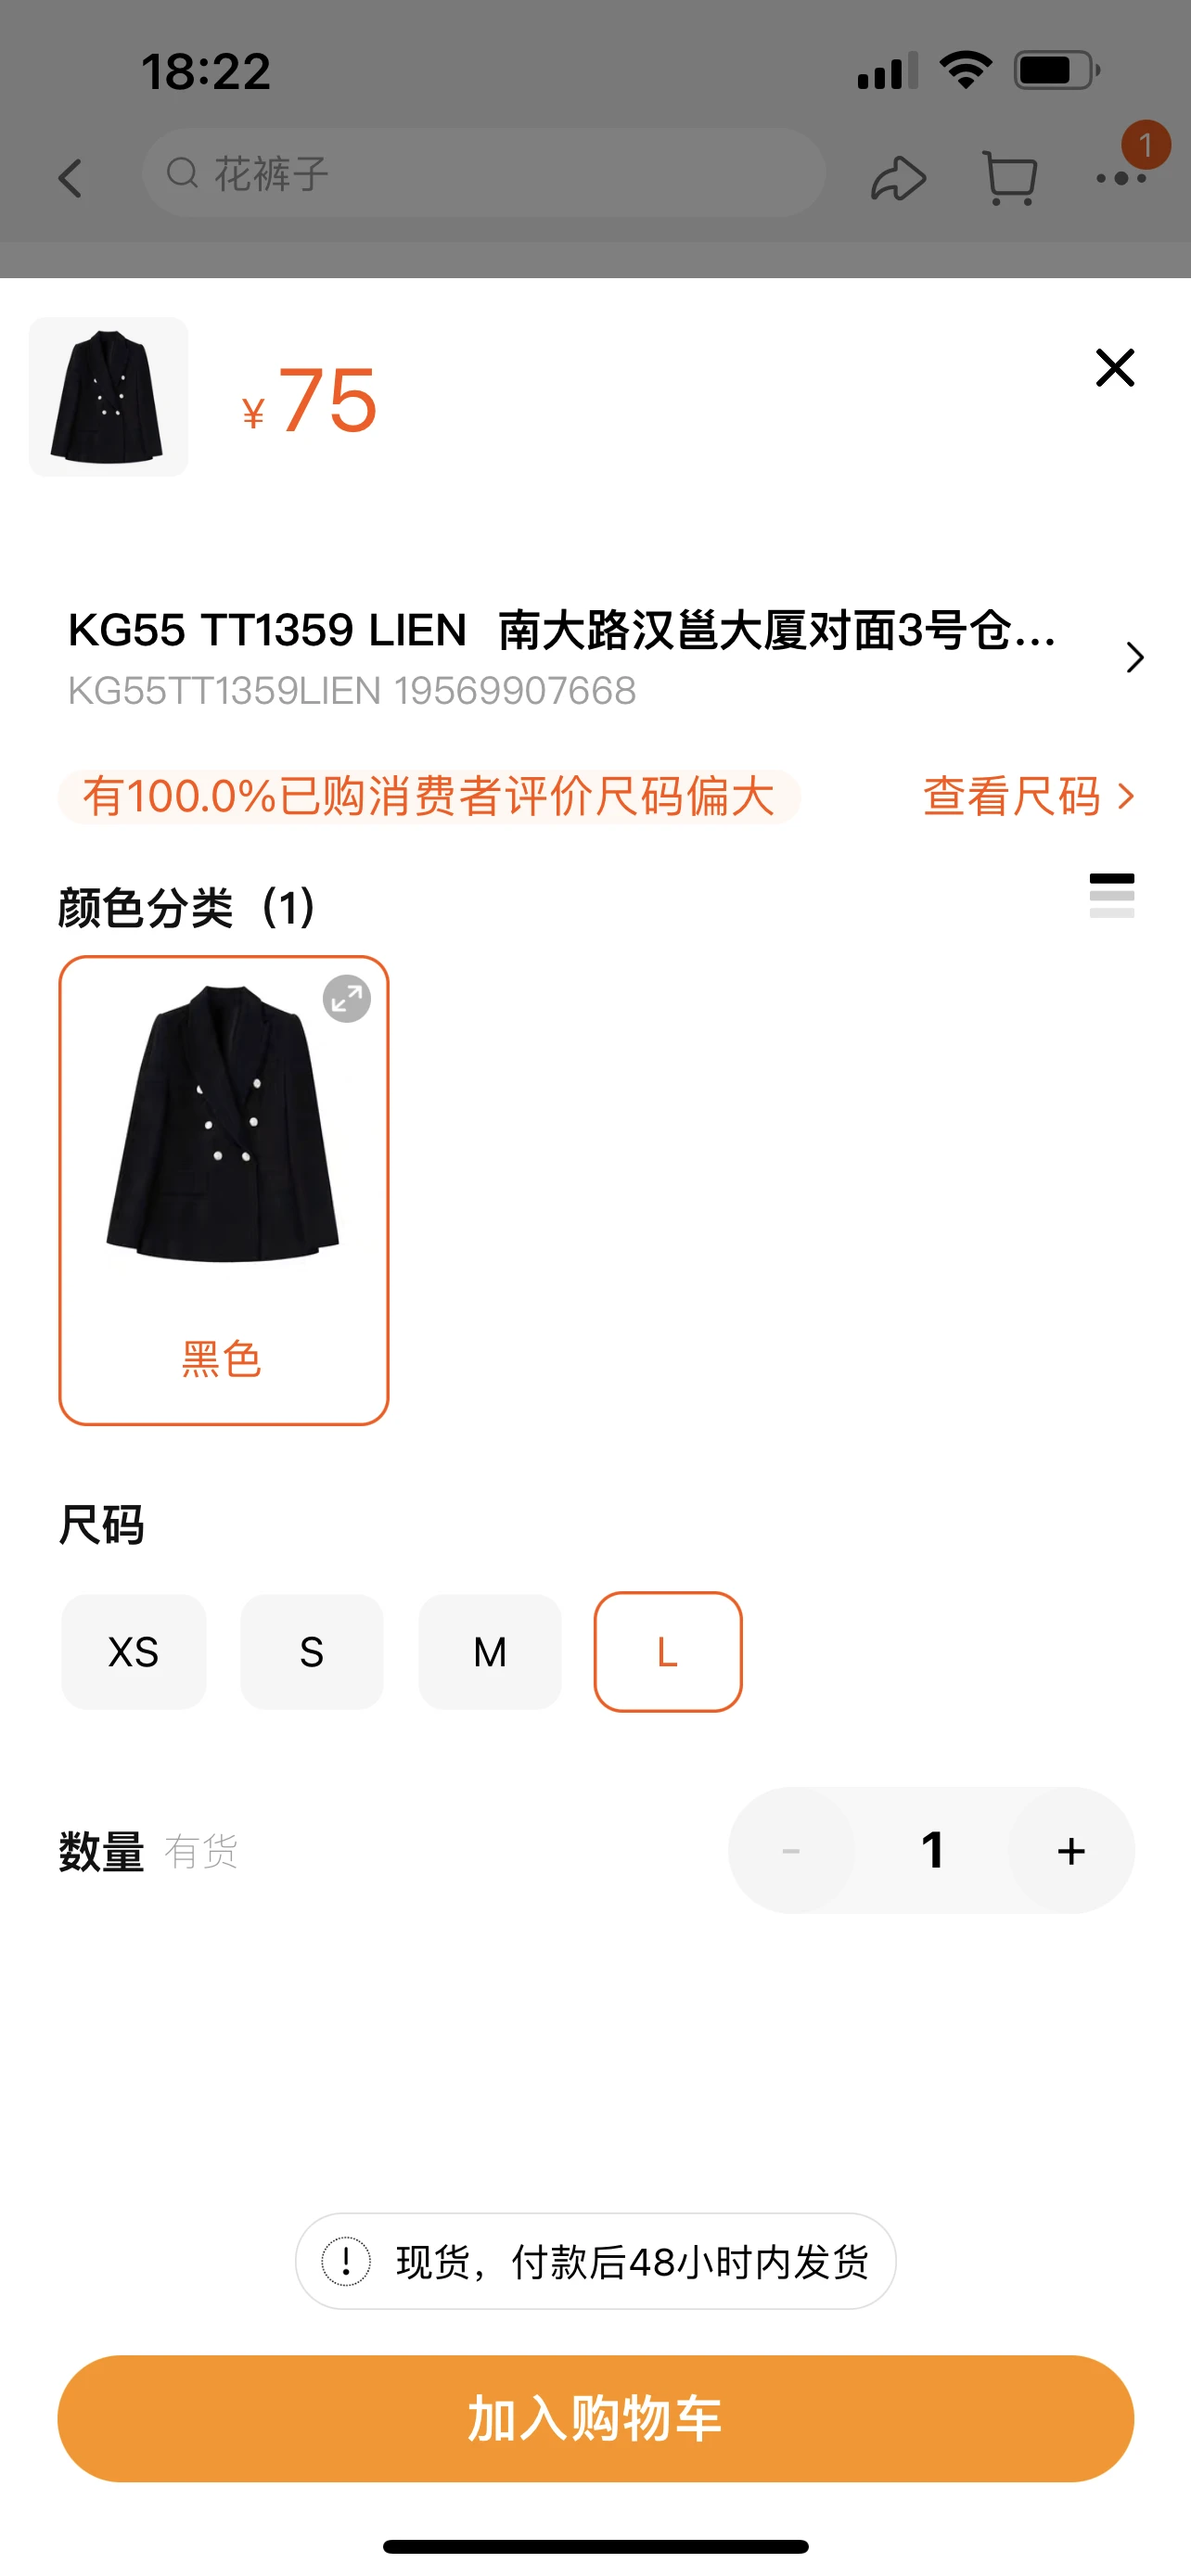 18:22
花裤子
1
¥ 75
KG55 TT1359 LIEN 南大路汉邕大厦对面3号仓...
KG55TT1359LIEN 19569907668
有100.0%已购消费者评价尺码偏大
查看尺码
颜色分类 (1)
黑色
尺码
XS S M L
数量 有货
- 1 +
现货，付款后48小时内发货
加入购物车